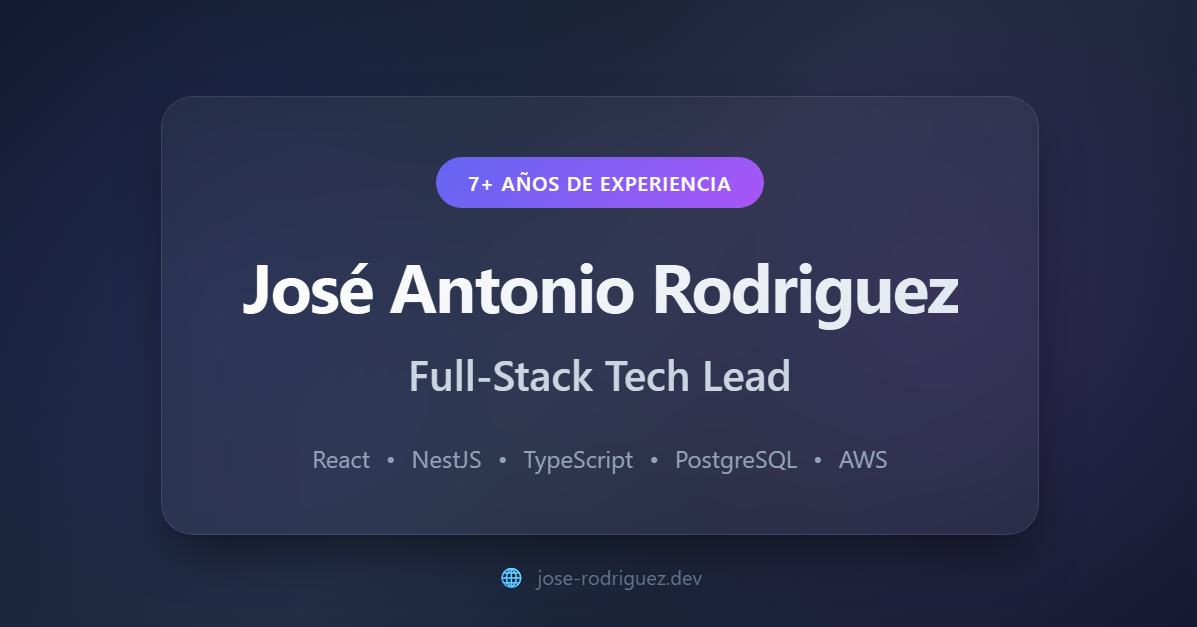 7+ AÑOS DE EXPERIENCIA
José Antonio Rodriguez
Full-Stack Tech Lead
React • NestJS • TypeScript • PostgreSQL • AWS
jose-rodriguez.dev